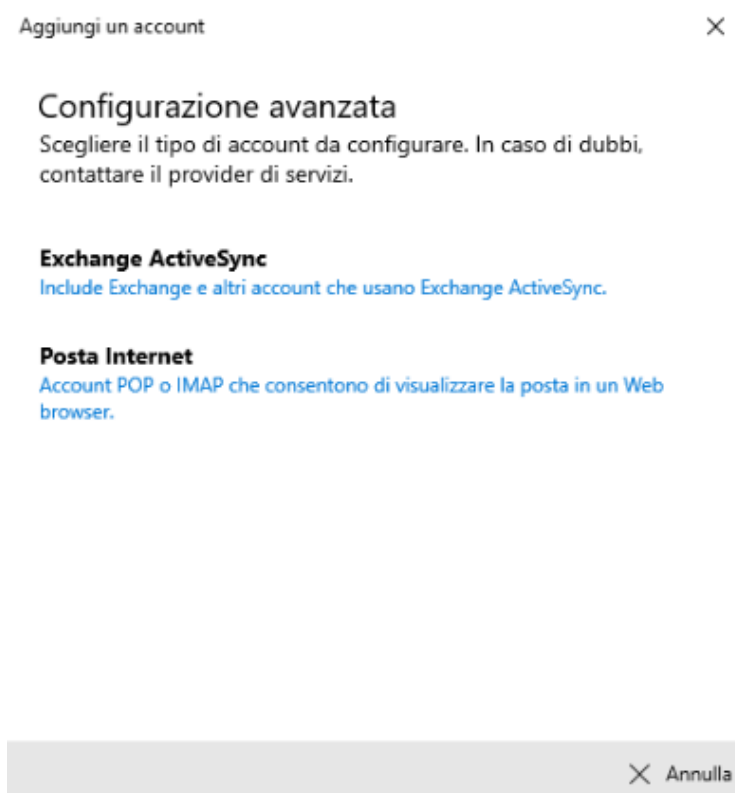 Aggiungi un account
Configurazione avanzata
Scegliere il tipo di account da configurare. In caso di dubbi,
contattare il provider di servizi.
Exchange ActiveSync
Include Exchange e altri account che usano Exchange ActiveSync.
Posta Internet
Account POP o IMAP che consentono di visualizzare la posta in un Web
browser.
Annulla